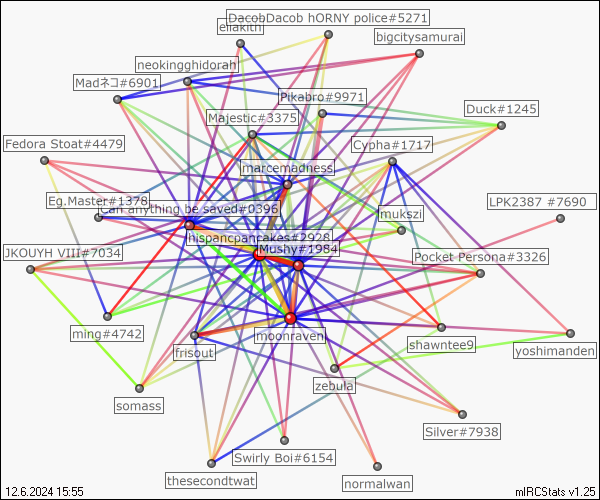 DacobDacob hORNY police#5271
eliakith
bigcitysamurai
neokingghidorah
Madネコ#6901
Pikabro#9971
Duck#1245
Majestic#3375
Fedora Stoat#4479
Cypha#1717
marcemadness
Eg.Master#1378
LPK2387 #7690
Can anything be saved#0396
mukszi
hispancpancakes#2928
Mushy#1984
JKOUYH VIII#7034
Pocket Persona#3326
ming#4742
moonraven
frisout
shawntee9
yoshimanden
zebula
somass
Silver#7938
Swirly Boi#6154
thesecondtwat
normalwan
12.6.2024 15:55
mIRCStats v1.25